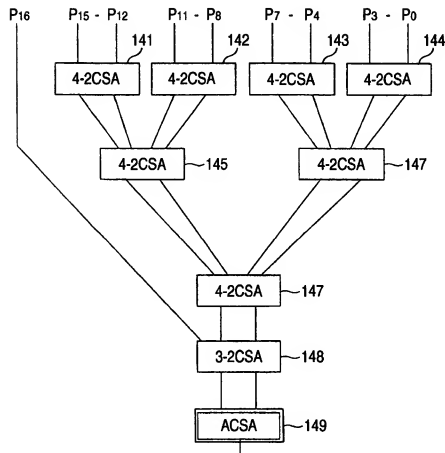 P16 P15 - P12 P11 - P8 P7 - P4 P3 - P0
141 142 143 144
4-2CSA 4-2CSA 4-2CSA 4-2CSA
4-2CSA 145 4-2CSA 147
4-2CSA 147
3-2CSA 148
ACSA 149